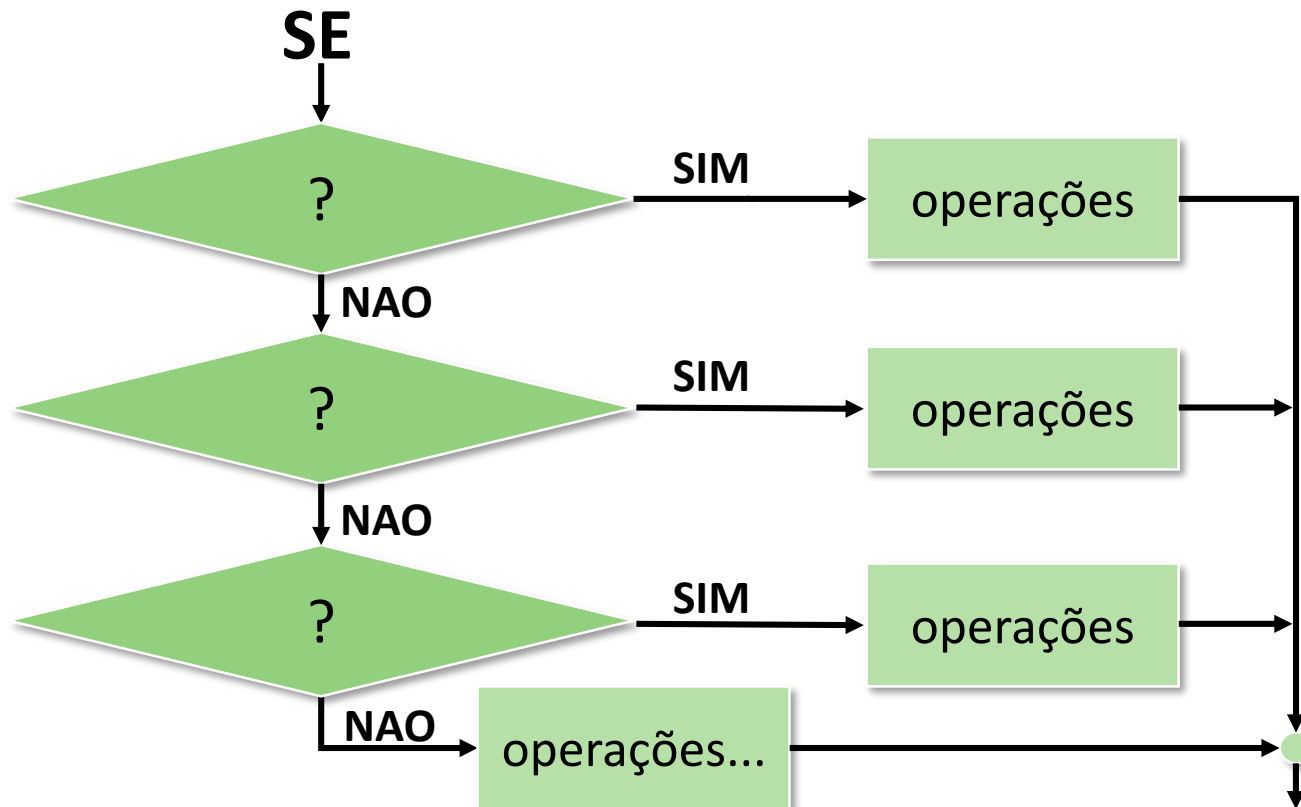 SE
?
SIM
operações
NAO
?
SIM
operações
NAO
?
SIM
operações
NAO
operações...